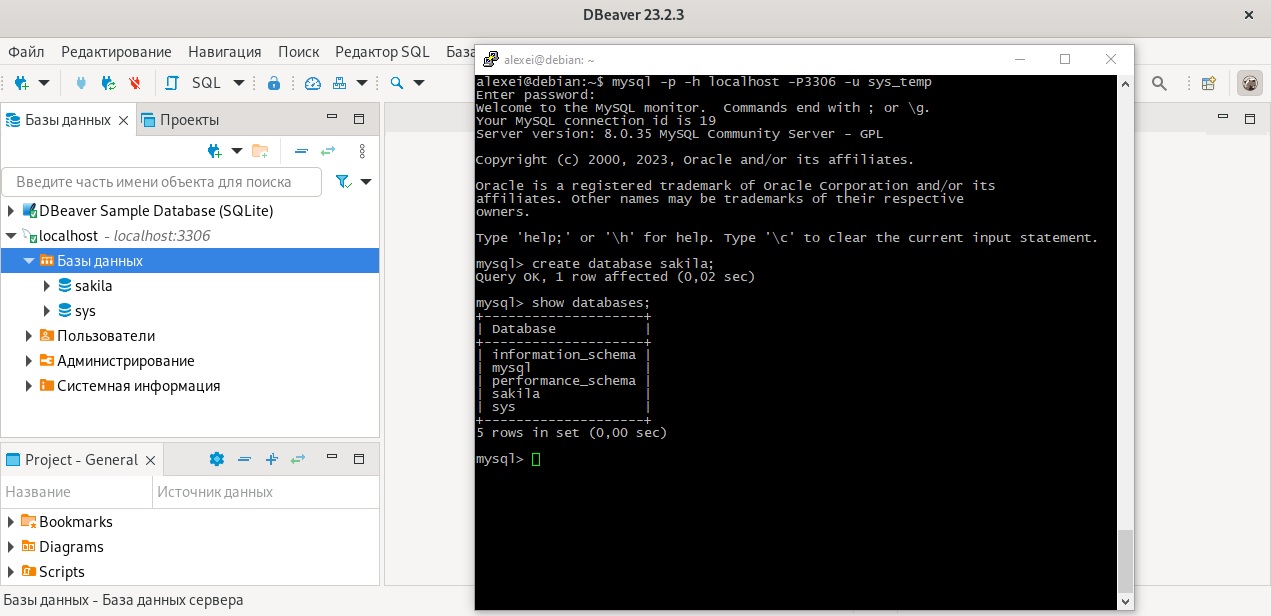 DBeaver 23.2.3
Файл Редактирование Навигация Поиск Редактор SQL База
SQL
Базы данных
Проекты
Введите часть имени объекта для поиска
DBeaver Sample Database (SQLite)
localhost - localhost:3306
Базы данных
sakila
sys
Пользователи
Администрирование
Системная информация
Project - General
Название Источник данных
Bookmarks
Diagrams
Scripts
Базы данных - База данных сервера
alexei@debian: ~
alexei@debian:~$ mysql -p -h localhost -P3306 -u sys_temp
Enter password:
Welcome to the MySQL monitor.  Commands end with ; or \g.
Your MySQL connection id is 19
Server version: 8.0.35 MySQL Community Server - GPL
Copyright (c) 2000, 2023, Oracle and/or its affiliates.
Oracle is a registered trademark of Oracle Corporation and/or its
affiliates. Other names may be trademarks of their respective
owners.
Type 'help;' or '\h' for help. Type '\c' to clear the current input statement.
mysql> create database sakila;
Query OK, 1 row affected (0,02 sec)
mysql> show databases;
+--------------------+
| Database           |
+--------------------+
| information_schema |
| mysql              |
| performance_schema |
| sakila             |
| sys                |
+--------------------+
5 rows in set (0,00 sec)
mysql>